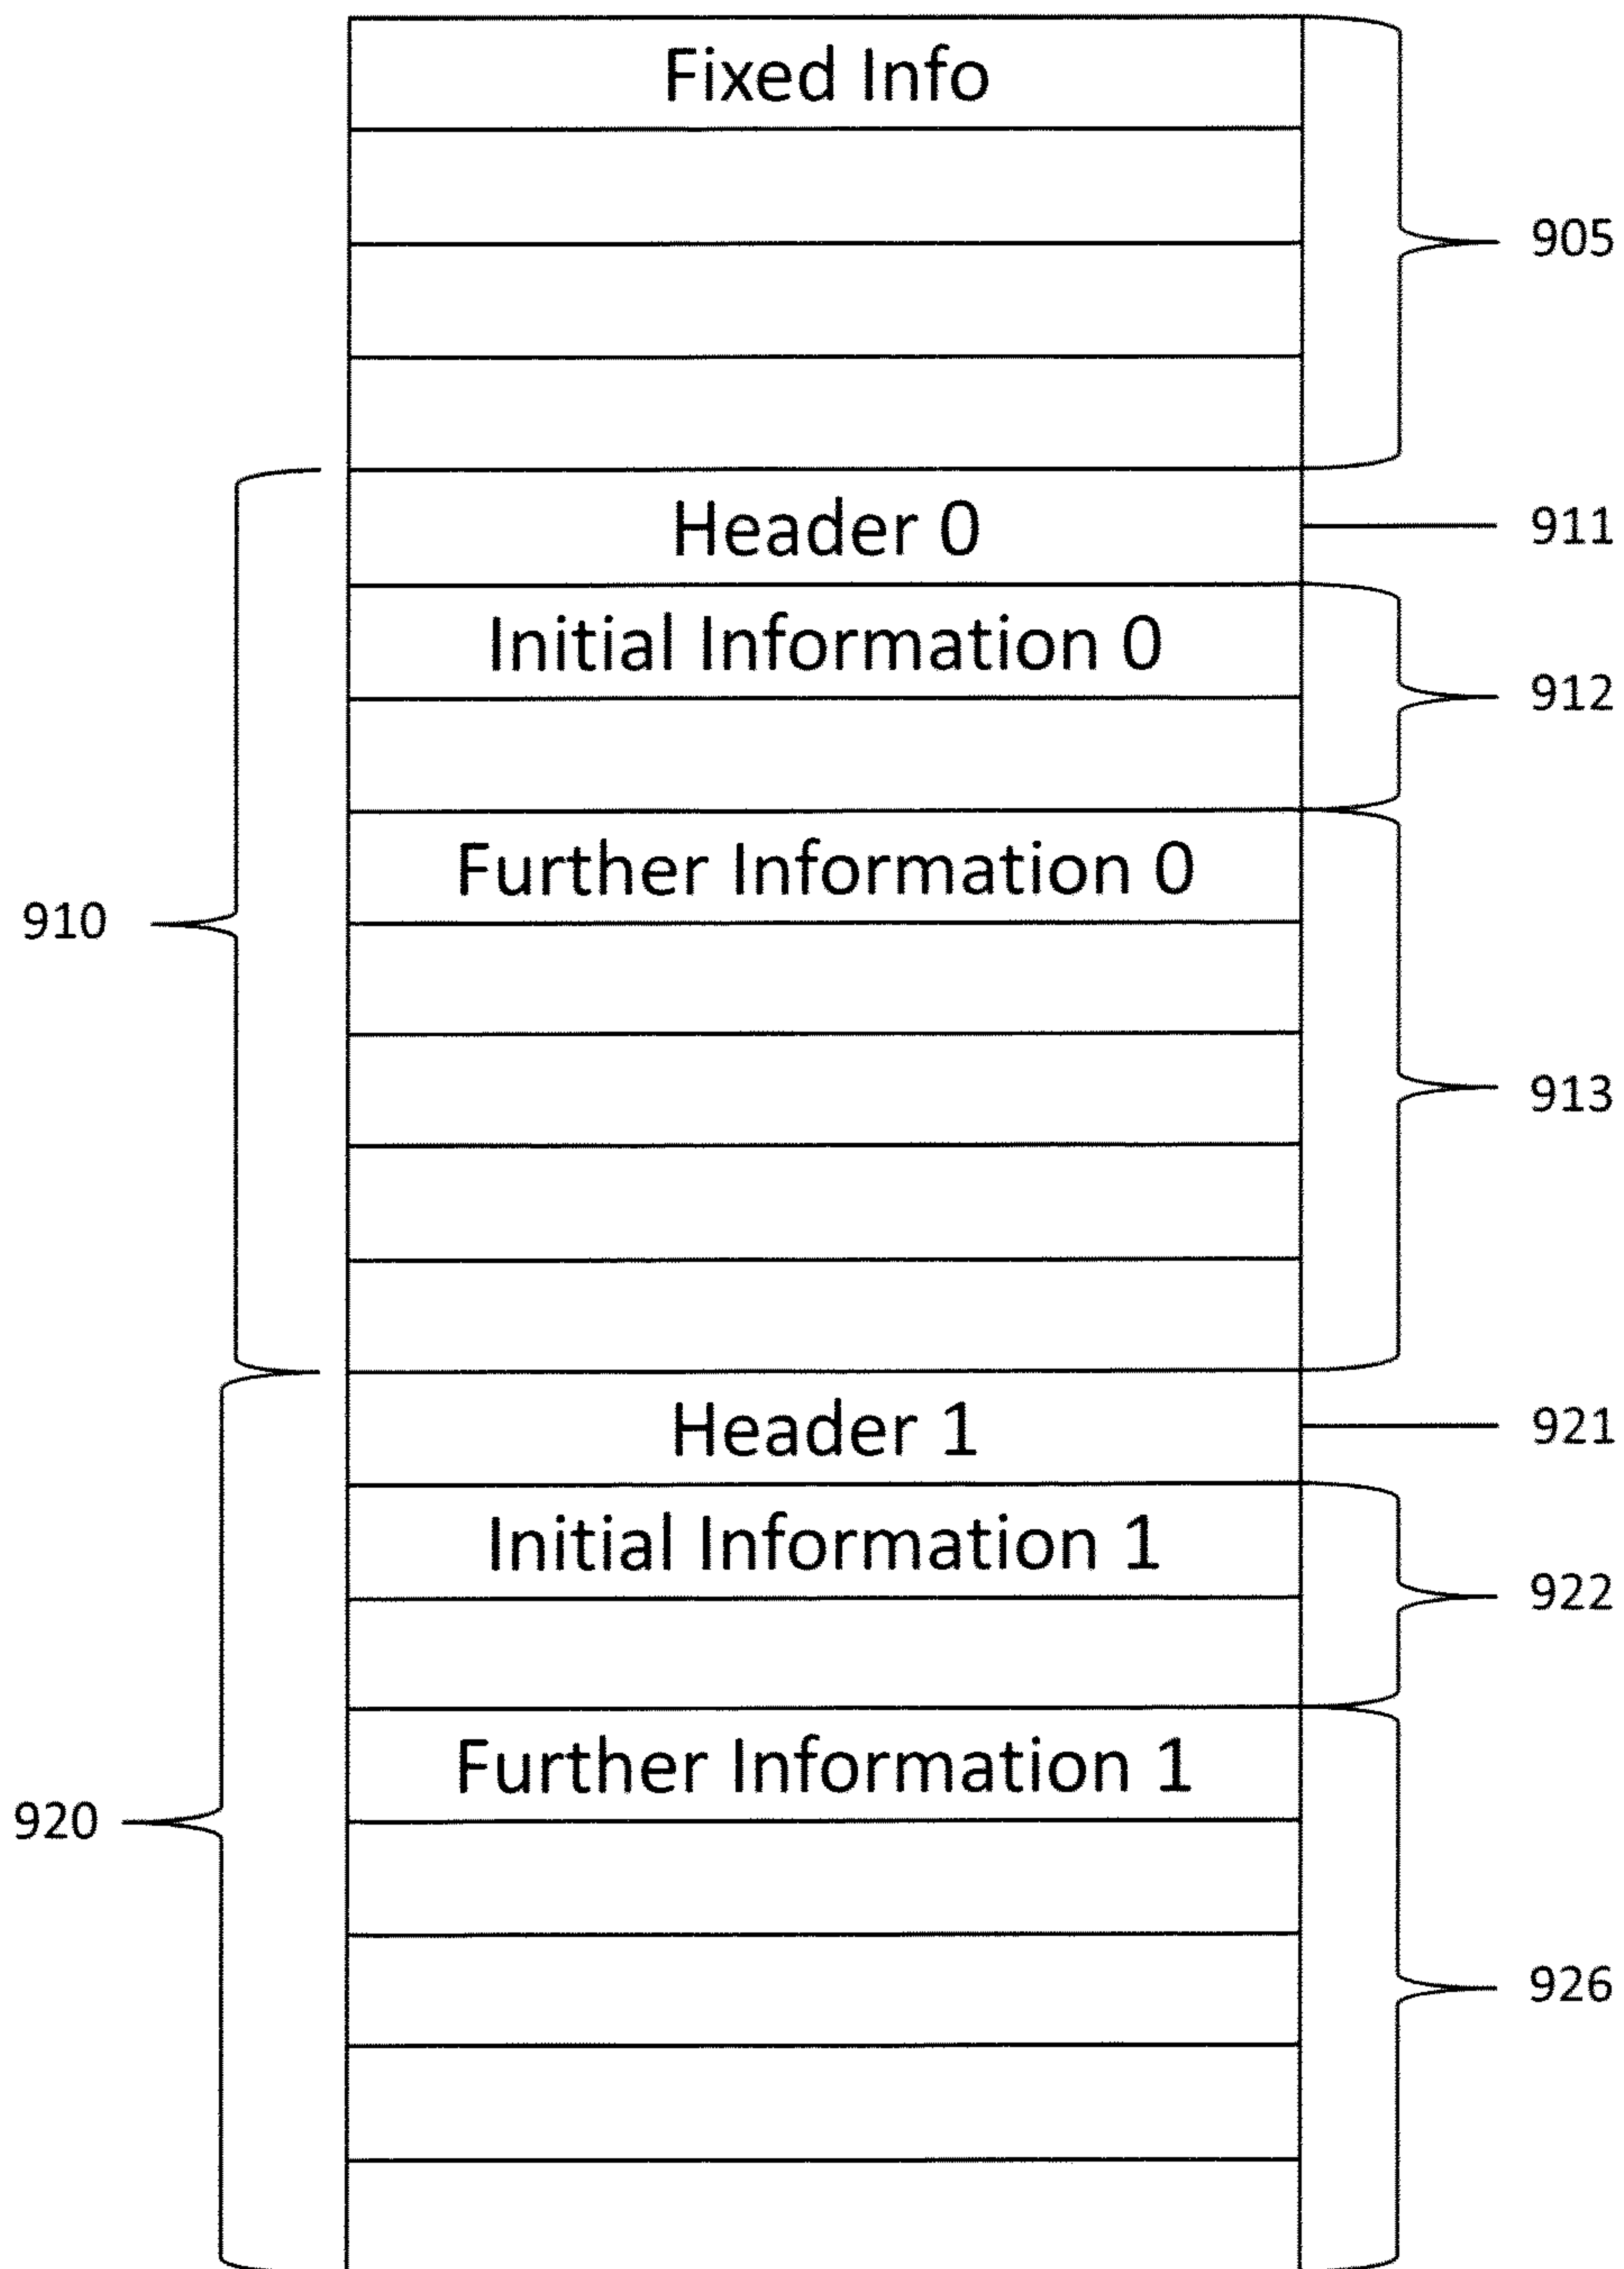 Fixed Info
905
Header 0
911
Initial Information 0
912
Further Information 0
910
913
Header 1
921
Initial Information 1
922
Further Information 1
920
926